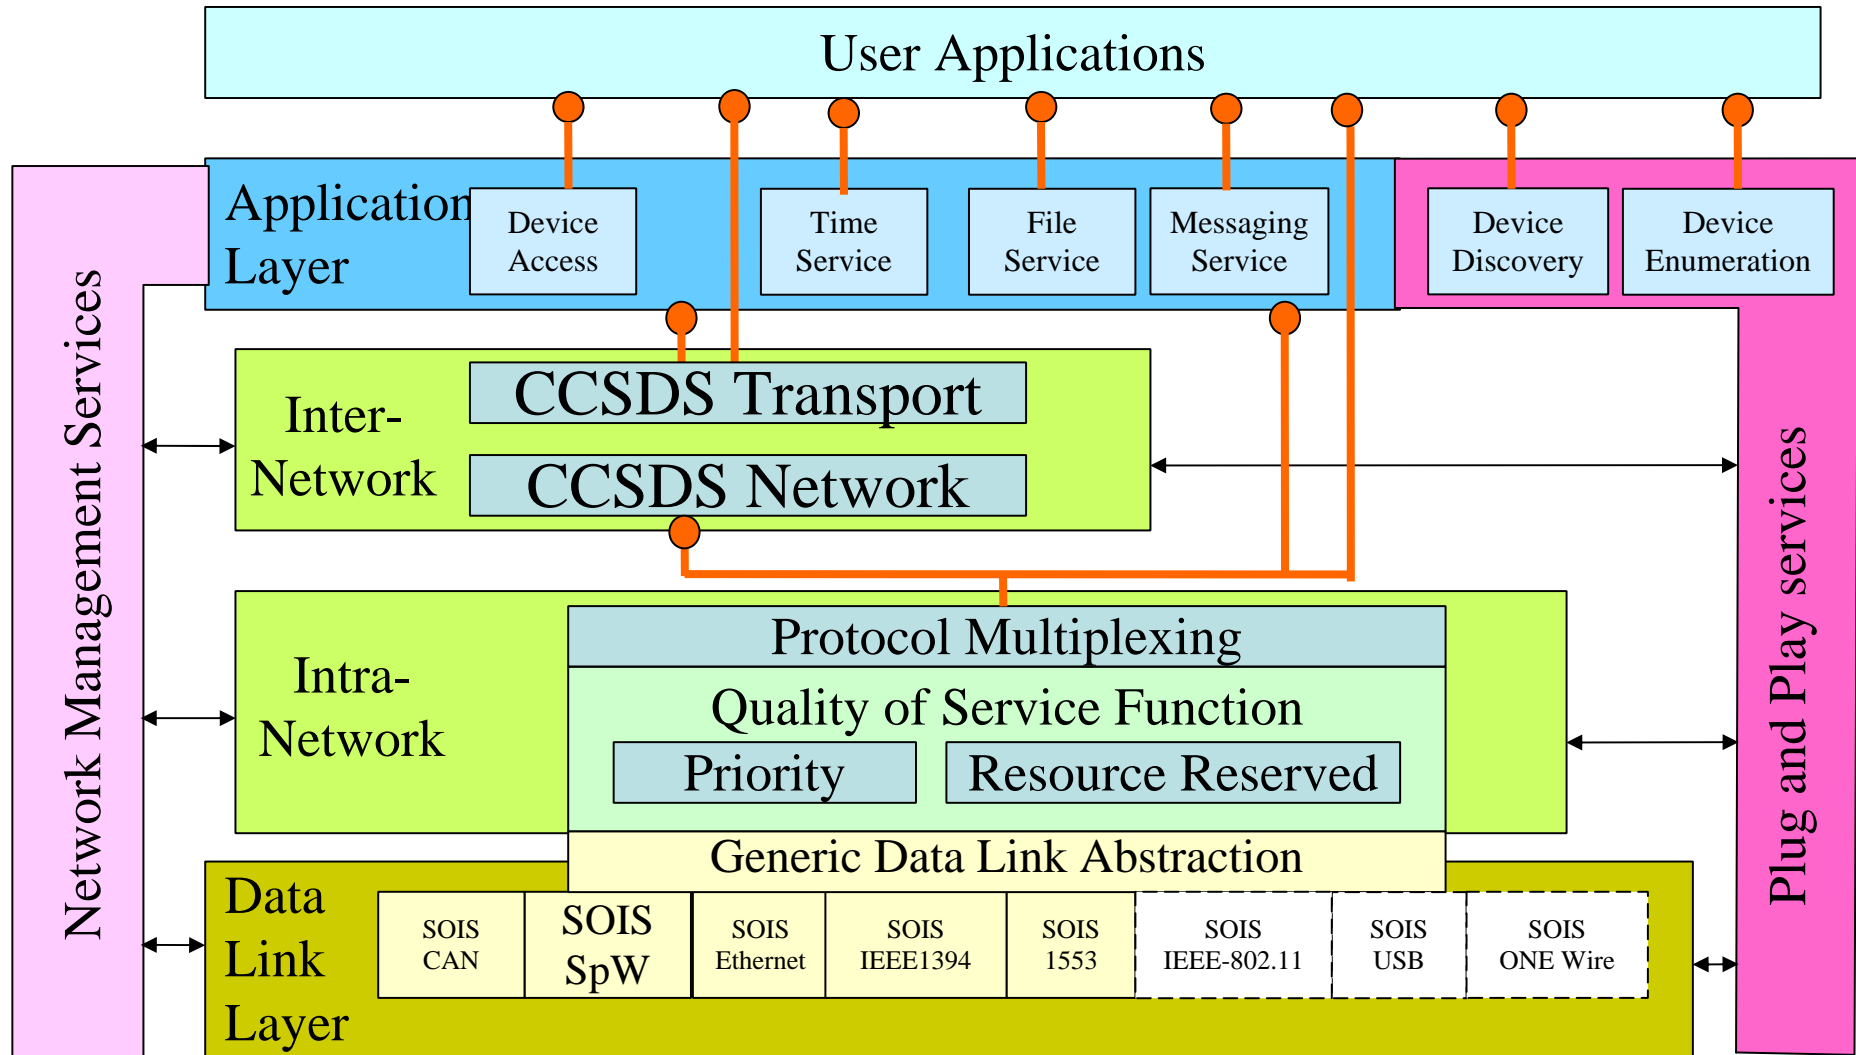 User Applications
Application
Layer
Device
Access
Time
Service
File
Service
Messaging
Service
Device
Discovery
Device
Enumeration
Network Management Services
Plug and Play services
Inter-
Network
CCSDS Transport
CCSDS Network
Intra-
Network
Protocol Multiplexing
Quality of Service Function
Priority
Resource Reserved
Generic Data Link Abstraction
Data
Link
Layer
SOIS
CAN
SOIS
SpW
SOIS
Ethernet
SOIS
IEEE1394
SOIS
1553
SOIS
IEEE-802.11
SOIS
USB
SOIS
ONE Wire